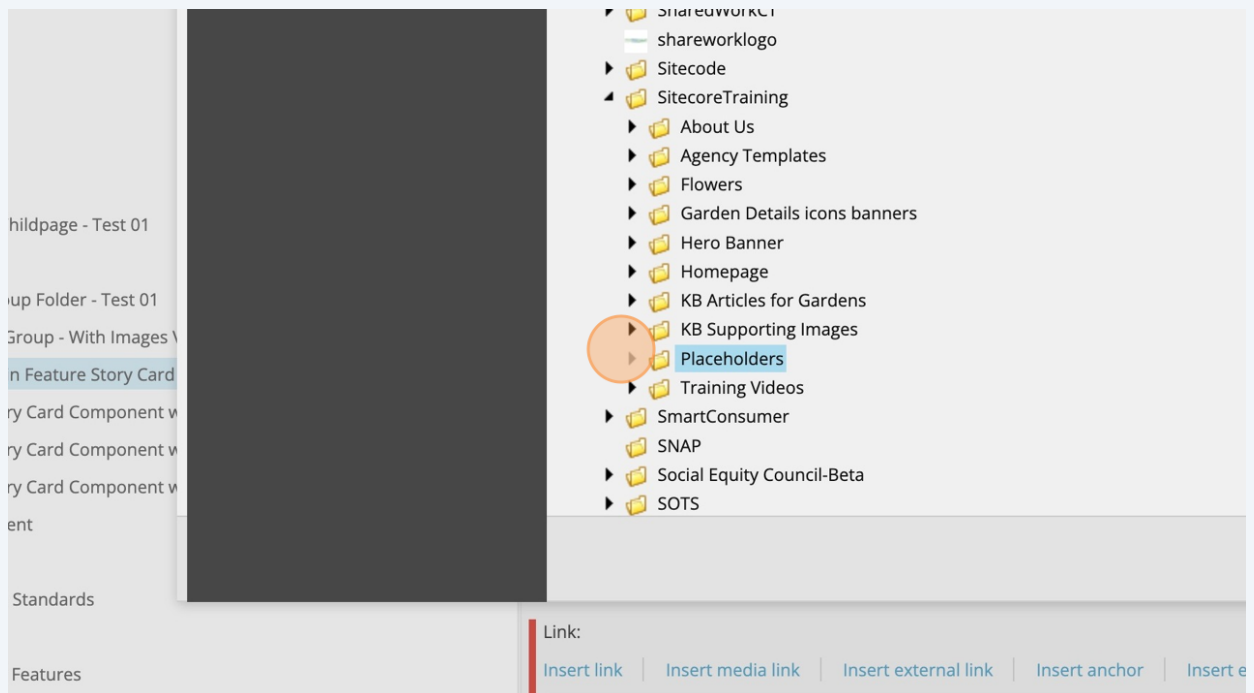 SharedWorkCT
shareworklogo
Sitecode
SitecoreTraining
About Us
Agency Templates
Flowers
Garden Details icons banners
hildpage - Test 01
Hero Banner
Homepage
up Folder - Test 01
KB Articles for Gardens
Group - With Images
KB Supporting Images
n Feature Story Card
Placeholders
Training Videos
ry Card Component w
SmartConsumer
ry Card Component w
SNAP
ry Card Component w
Social Equity Council-Beta
SOTS
ent
Standards
Link:
Features
Insert link Insert media link Insert external link Insert anchor Insert e